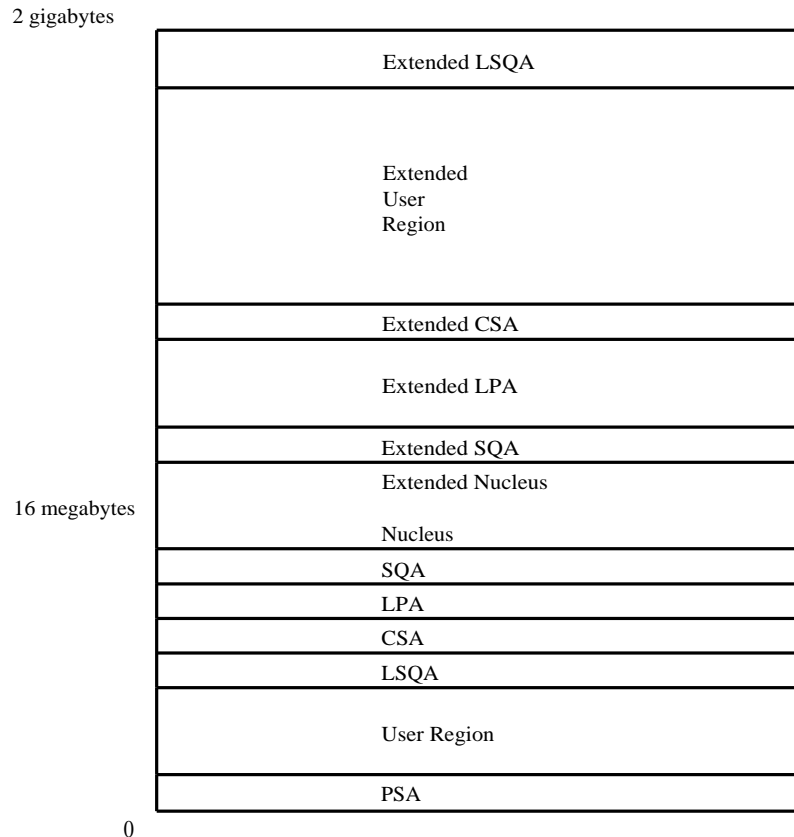 2 gigabytes
Extended LSQA
Extended
User
Region
Extended CSA
Extended LPA
Extended SQA
Extended Nucleus
16 megabytes
Nucleus
SQA
LPA
CSA
LSQA
User Region
PSA
0